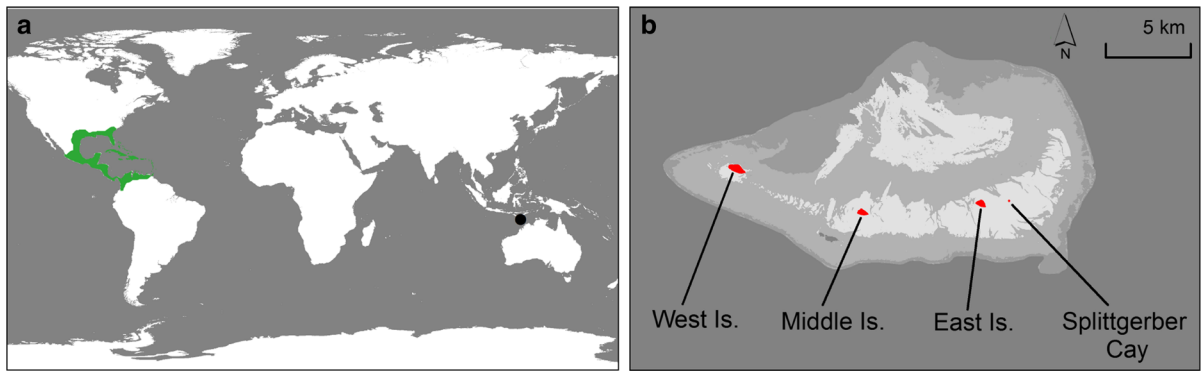 a
b
5 km
N
West Is.
Middle Is.
East Is.
Splittgerber
Cay